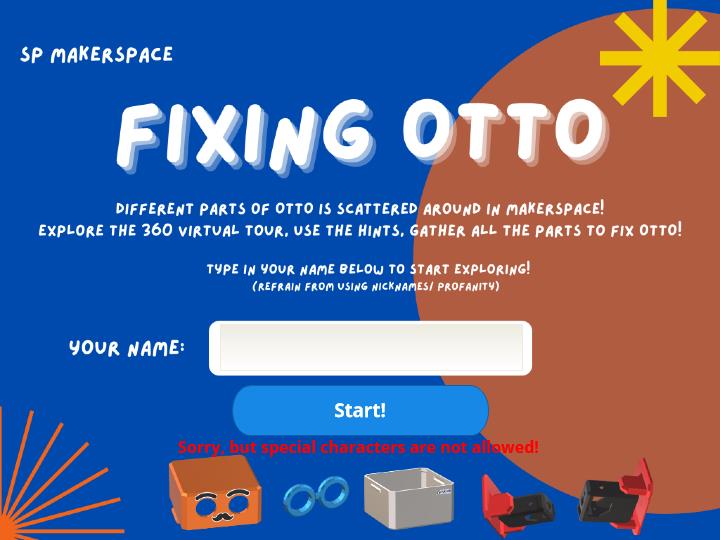 SP MAKERSPACE
FIXING OTTO
DIFFERENT PARTS OF OTTO IS SCATTERED AROUND IN MAKERSPACE!
EXPLORE THE 360 VIRTUAL TOUR, USE THE HINTS, GATHER ALL THE PARTS TO FIX OTTO!
TYPE IN YOUR NAME BELOW TO START EXPLORING!
(REFRAIN FROM USING NICKNAMES/ PROFANITY)
YOUR NAME:
Start!
Sorry, but special characters are not allowed!